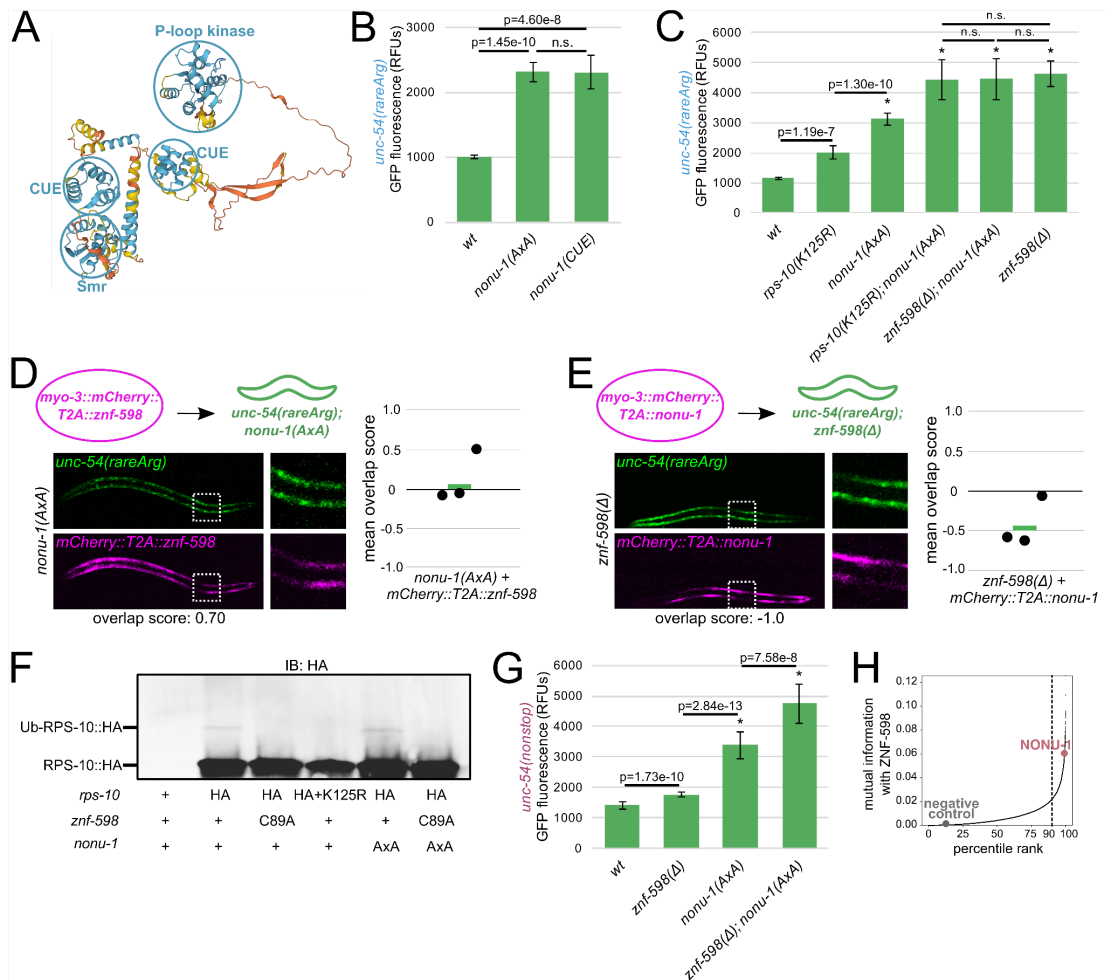 A
P-loop kinase
CUE
CUE
Smr
B
unc-54(rareArg)
GFP fluorescence (RFUs)
3000
2000
1000
0
p=4.60e-8
p=1.45e-10
n.s.
wt
nonu-1(AxA)
nonu-1(CUE)
C
unc-54(rareArg)
GFP fluorescence (RFUs)
6000
5000
4000
3000
2000
1000
0
n.s.
n.s.
n.s.
p=1.30e-10
p=1.19e-7
*
*
*
*
wt
rps-10(K125R)
nonu-1(AxA)
rps-10(K125R); nonu-1(AxA)
znf-598(Δ); nonu-1(AxA)
znf-598(Δ)
D
myo-3::mCherry::
T2A::znf-598
unc-54(rareArg);
nonu-1(AxA)
nonu-1(AxA)
unc-54(rareArg)
mCherry::T2A::znf-598
overlap score: 0.70
mean overlap score
1.0
0.5
0
-0.5
-1.0
nonu-1(AxA) +
mCherry::T2A::znf-598
E
myo-3::mCherry::
T2A::nonu-1
unc-54(rareArg);
znf-598(Δ)
znf-598(Δ)
unc-54(rareArg)
mCherry::T2A::nonu-1
overlap score: -1.0
mean overlap score
1.0
0.5
0
-0.5
-1.0
znf-598(Δ) +
mCherry::T2A::nonu-1
F
IB: HA
Ub-RPS-10::HA
RPS-10::HA
rps-10 + HA HA HA+K125R HA HA
znf-598 + + C89A + + C89A
nonu-1 + + + + AxA AxA
G
unc-54(nonstop)
GFP fluorescence (RFUs)
6000
5000
4000
3000
2000
1000
0
p=7.58e-8
p=2.84e-13
p=1.73e-10
*
*
wt
znf-598(Δ)
nonu-1(AxA)
znf-598(Δ); nonu-1(AxA)
H
mutual information
with ZNF-598
0.12
0.10
0.08
0.06
0.04
0.02
0.00
NONU-1
negative
control
0 25 50 75 90 100
percentile rank